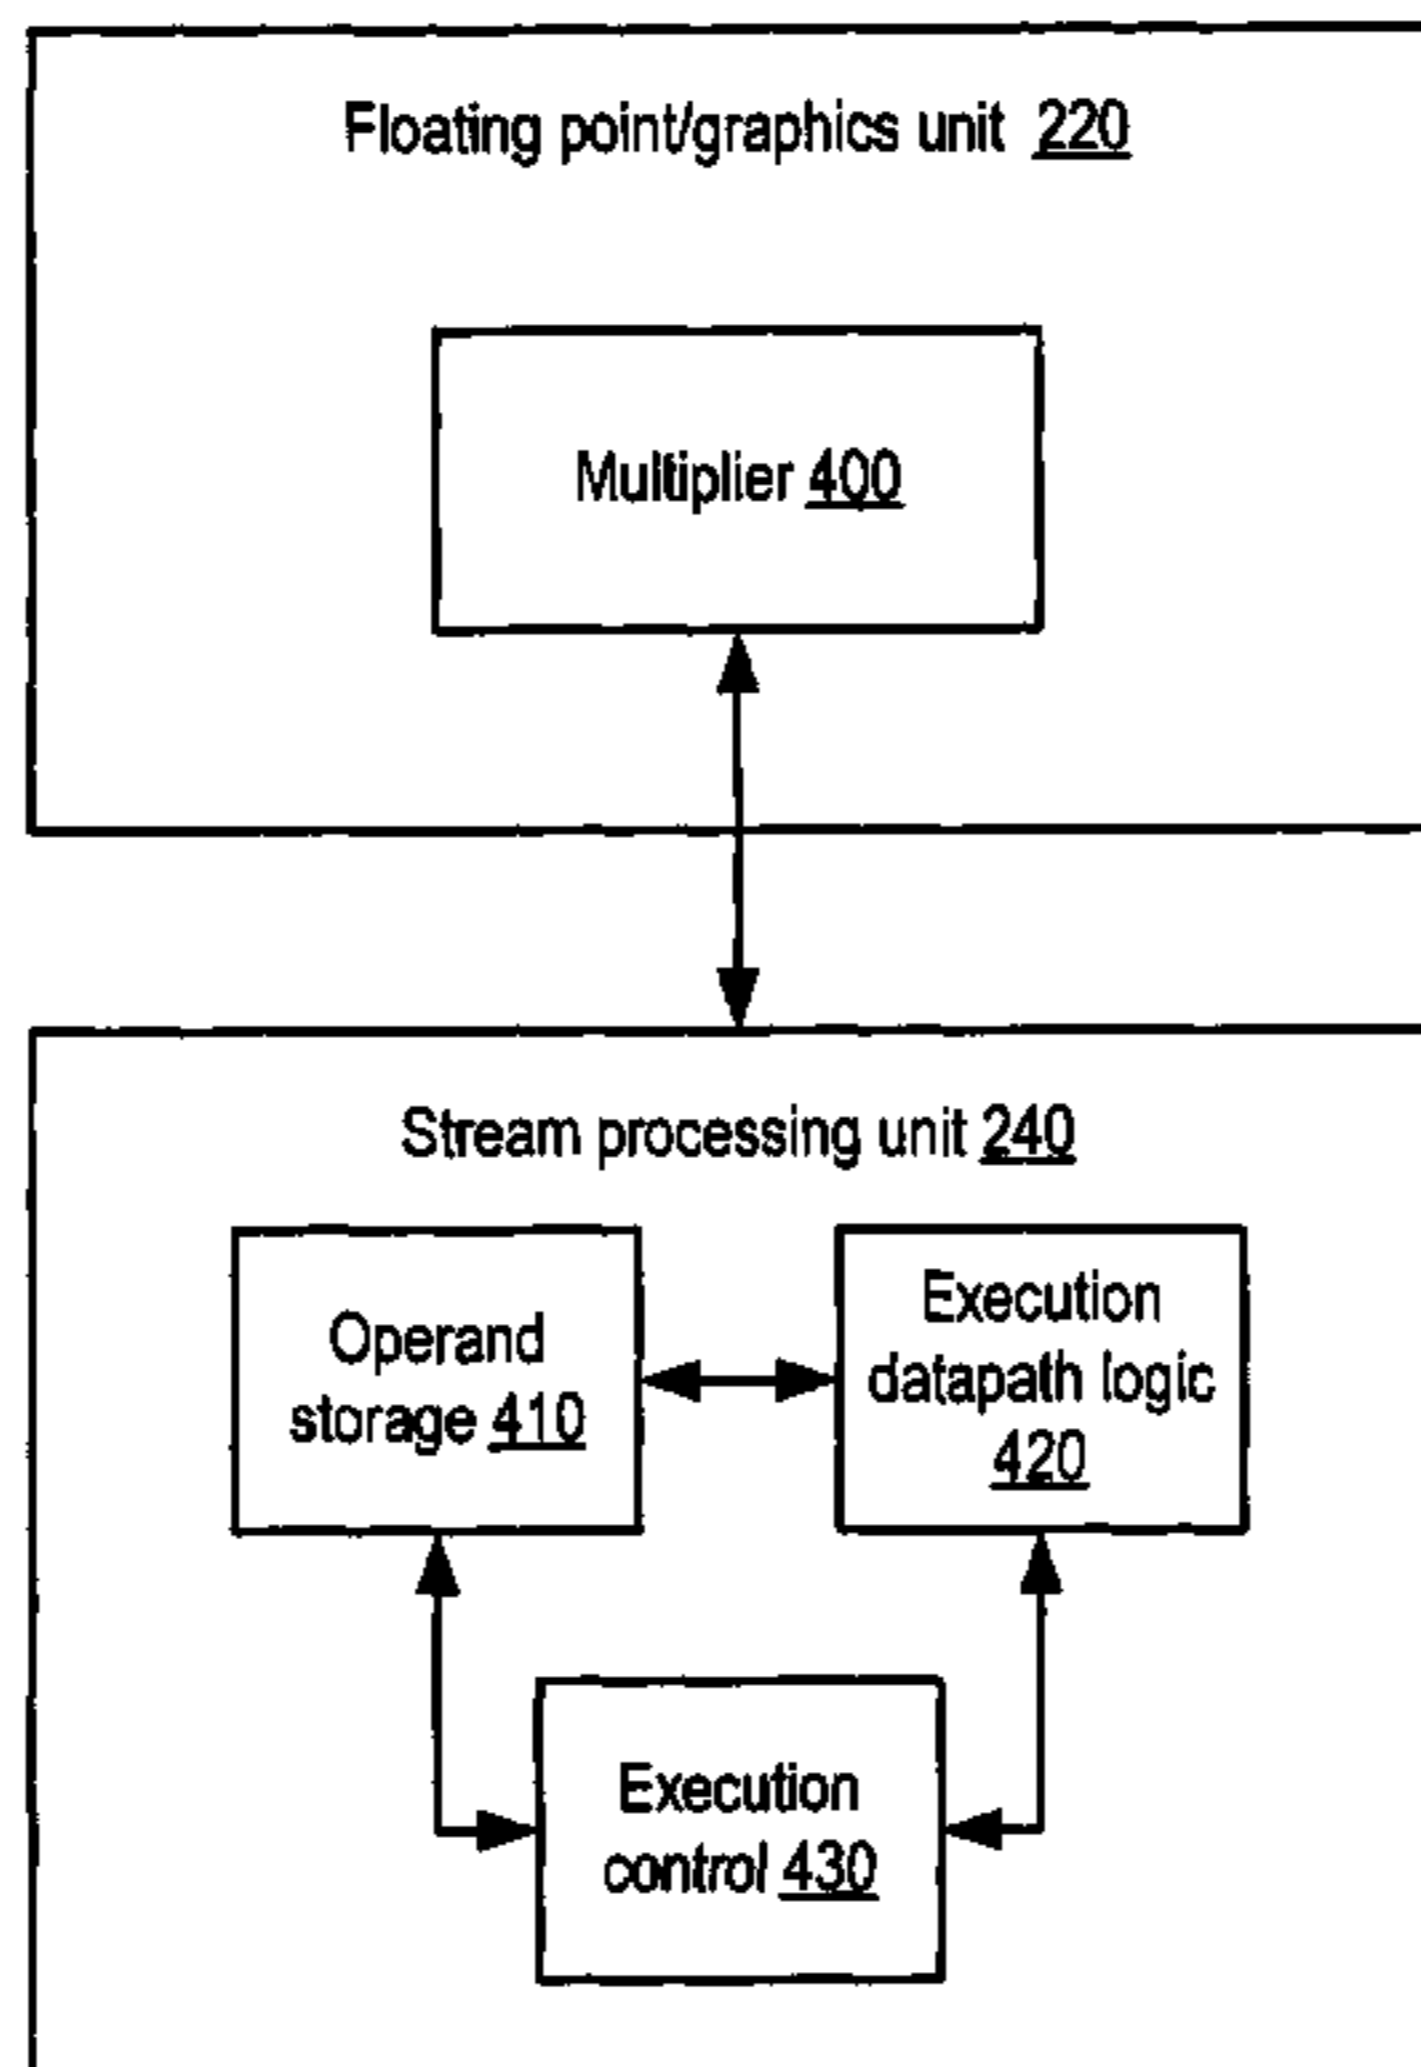 Floating point/graphics unit 220
Multiplier 400
Stream processing unit 240
Operand
storage 410
Execution
datapath logic
420
Execution
control 430